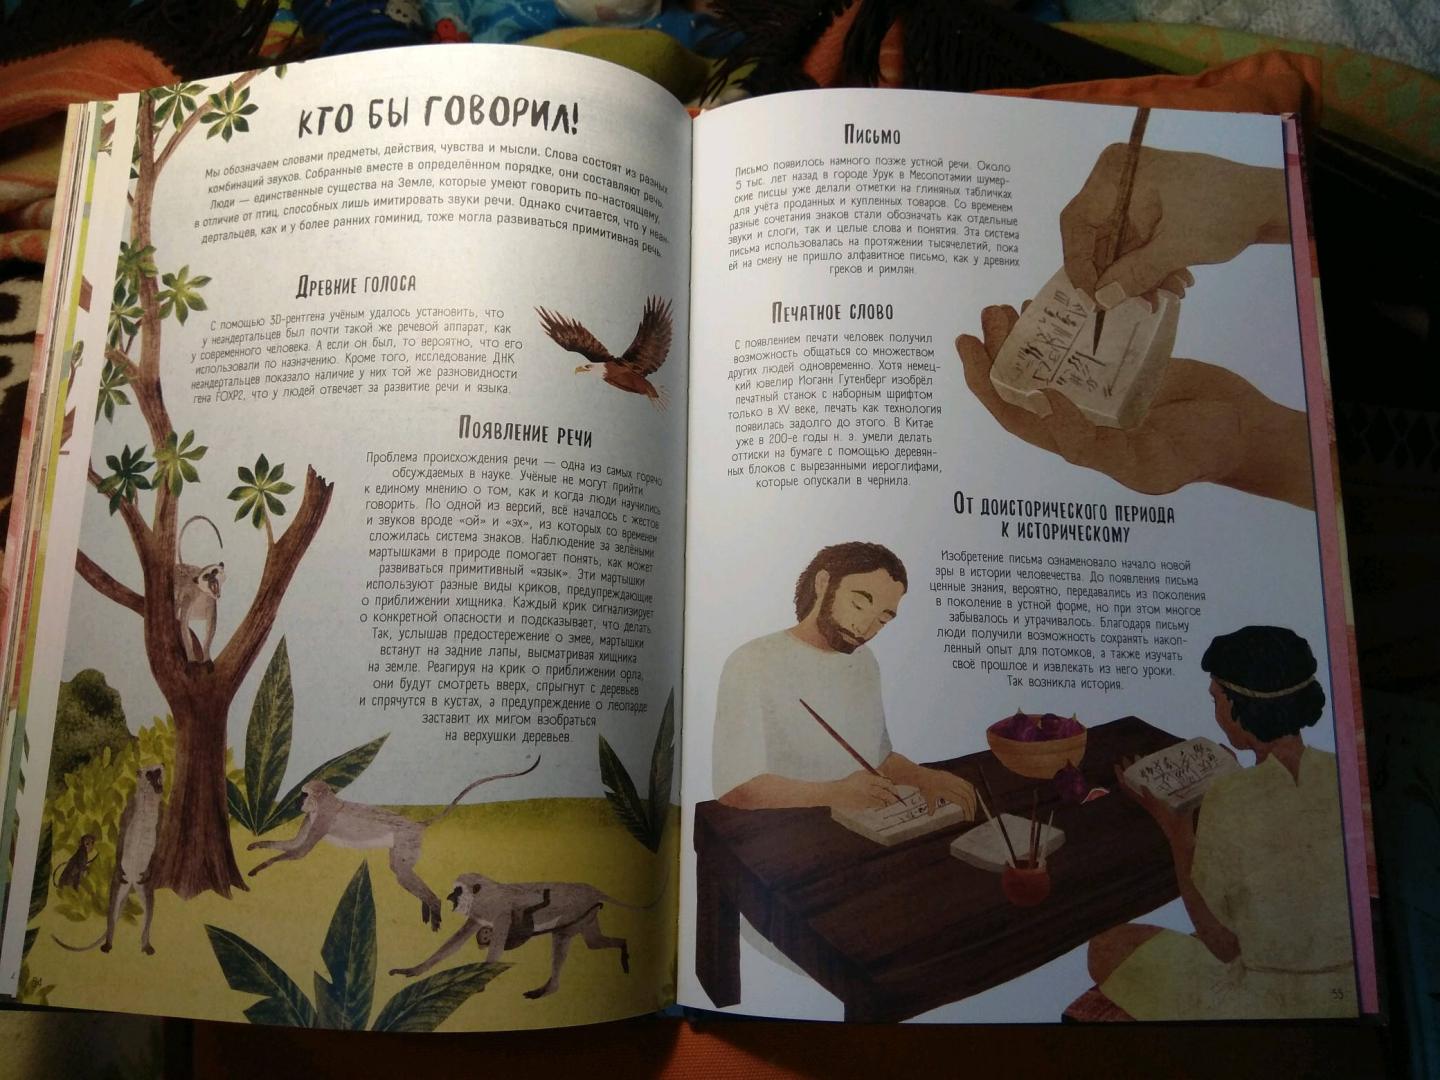 КТО БЫ ГОВОРИЛ!
Мы обозначаем словами предметы, действия, чувства и мысли. Слова состоят из разных
комбинаций звуков. Собранные вместе в определённом порядке, они составляют речь.
Люди — единственные существа на Земле, которые умеют говорить по-настоящему,
в отличие от птиц, способных лишь имитировать звуки речи. Однако считается, что у неан-
дертальцев, как и у более ранних гоминид, тоже могла развиваться примитивная речь.
ДРЕВНИЕ ГОЛОСА
С помощью 3D-рентгена учёным удалось установить, что
у неандертальцев был почти такой же речевой аппарат, как
у современного человека. А если он был, то вероятно, что его
использовали по назначению. Кроме того, исследование ДНК
неандертальцев показало наличие у них той же разновидности
гена FOXP2, что у людей отвечает за развитие речи и языка.
ПОЯВЛЕНИЕ РЕЧИ
Проблема происхождения речи — одна из самых горячо
обсуждаемых в науке. Учёные не могут прийти
к единому мнению о том, как и когда люди научились
говорить. По одной из версий, всё началось с жестов
и звуков вроде «ой» и «эх», из которых со временем
сложилась система знаков. Наблюдение за зелёными
мартышками в природе помогает понять, как может
развиваться примитивный «язык». Эти мартышки
используют разные виды криков, предупреждающие
о приближении хищника. Каждый крик сигнализирует
о конкретной опасности и подсказывает, что делать.
Так, услышав предостережение о змее, мартышки
встанут на задние лапы, высматривая хищника
на земле. Реагируя на крик о приближении орла,
они будут смотреть вверх, спрыгнут с деревьев
и спрячутся в кустах, а предупреждение о леопарде
заставит их мигом взобраться
на верхушки деревьев.
54
ПИСЬМО
Письмо появилось намного позже устной речи. Около
5 тыс. лет назад в городе Урук в Месопотамии шумер-
ские писцы уже делали отметки на глиняных табличках
для учёта проданных и купленных товаров. Со временем
разные сочетания знаков стали обозначать как отдельные
звуки и слоги, так и целые слова и понятия. Эта система
письма использовалась на протяжении тысячелетий, пока
ей на смену не пришло алфавитное письмо, как у древних
греков и римлян.
ПЕЧАТНОЕ СЛОВО
С появлением печати человек получил
возможность общаться со множеством
других людей одновременно. Хотя немец-
кий ювелир Иоганн Гутенберг изобрёл
печатный станок с наборным шрифтом
только в XV веке, печать как технология
появилась задолго до этого. В Китае
уже в 200-е годы н. э. умели делать
оттиски на бумаге с помощью деревян-
ных блоков с вырезанными иероглифами,
которые опускали в чернила.
ОТ ДОИСТОРИЧЕСКОГО ПЕРИОДА
К ИСТОРИЧЕСКОМУ
Изобретение письма ознаменовало начало новой
эры в истории человечества. До появления письма
ценные знания, вероятно, передавались из поколения
в поколение в устной форме, но при этом многое
забывалось и утрачивалось. Благодаря письму
люди получили возможность сохранять накоп-
ленный опыт для потомков, а также изучать
своё прошлое и извлекать из него уроки.
Так возникла история.
55